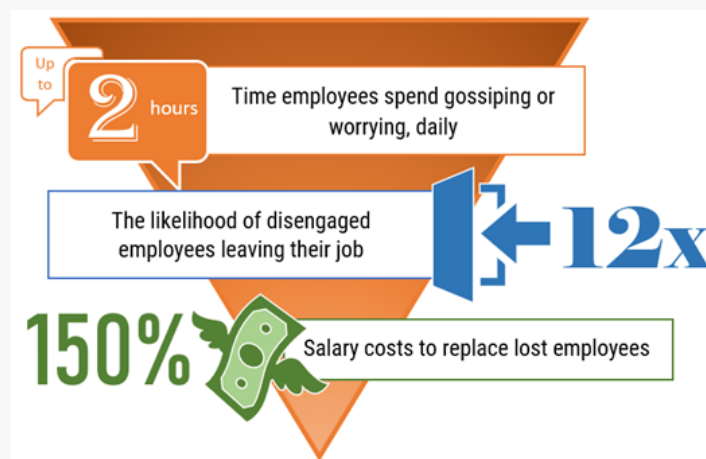 Up
to
2 hours
Time employees spend gossiping or
worrying, daily
The likelihood of disengaged
employees leaving their job
12x
150%
Salary costs to replace lost employees